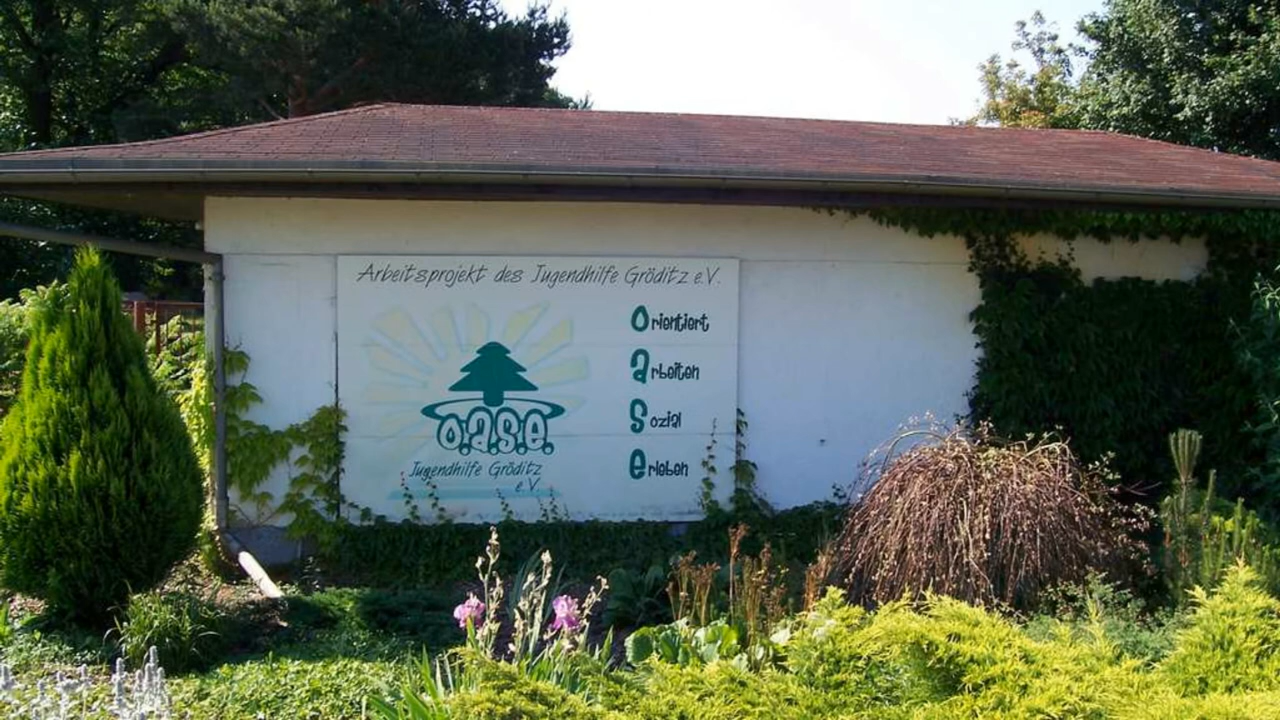 Arbeitsprojekt des Jugendhilfe Gröditz e.V.
Orientiert
arbeiten
Sozial
erleben
o.a.s.e.
Jugendhilfe Gröditz
e.V.